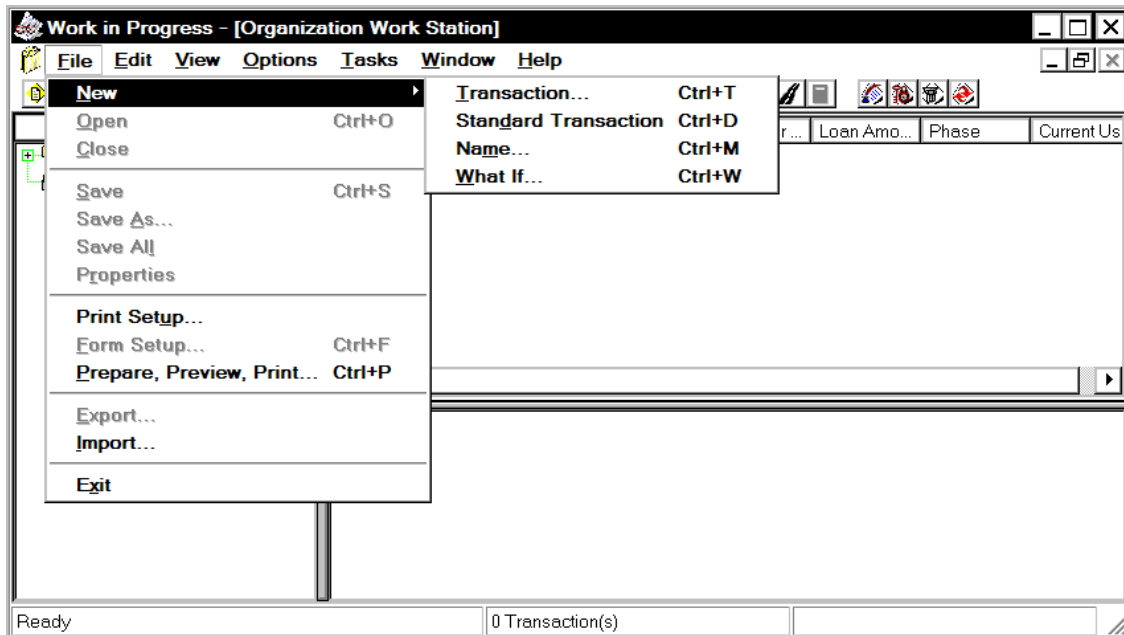 Work in Progress - [Organization Work Station]
File Edit View Options Tasks Window Help
New
Transaction... Ctrl+T
Standard Transaction Ctrl+D
Name... Ctrl+M
What If... Ctrl+W
Open Ctrl+O
Close
Save Ctrl+S
Save As...
Save All
Properties
Print Setup...
Form Setup... Ctrl+F
Prepare, Preview, Print... Ctrl+P
Export...
Import...
Exit
r ... Loan Amo... Phase Current Us
Ready 0 Transaction(s)